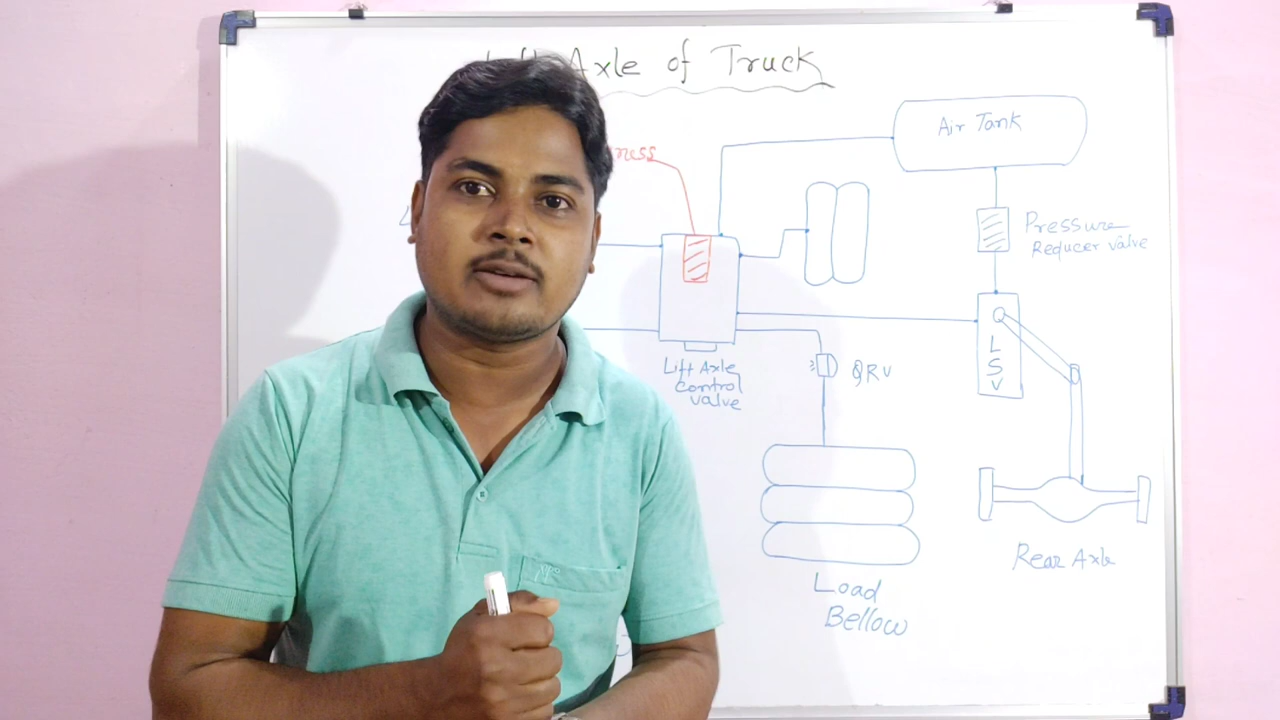 Axle of Truck
Air Tank
Pressure
Reducer valve
Lift Axle
control
valve
QRV
L
S
V
Load
Bellow
Rear Axle